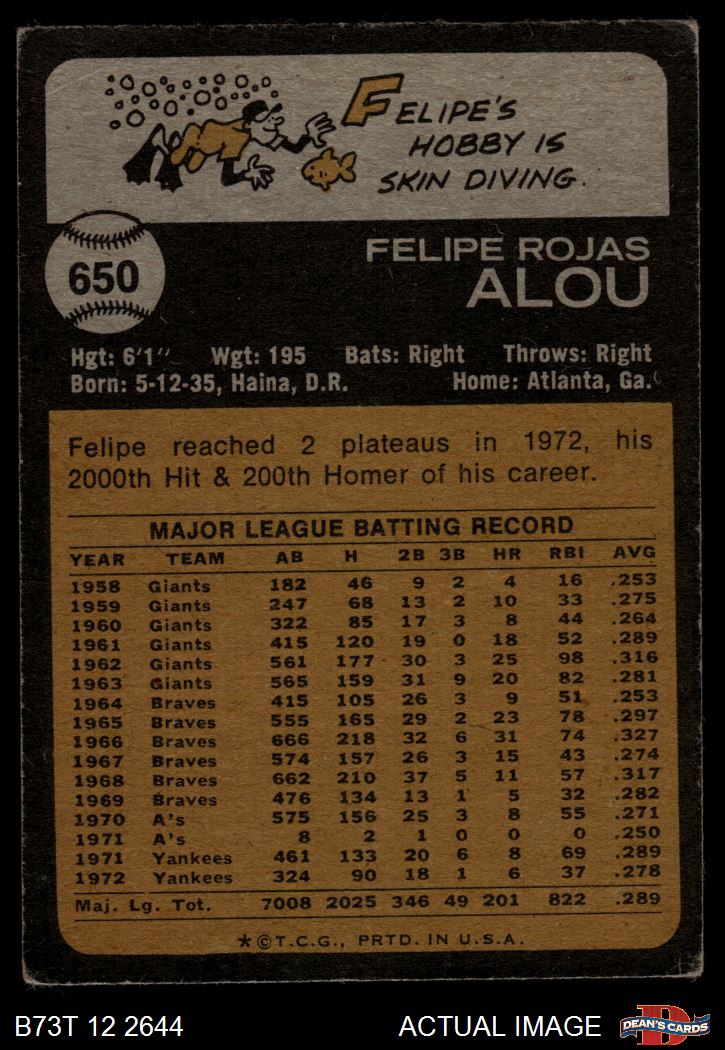 FELIPE'S
HOBBY IS
SKIN DIVING.
650
FELIPE ROJAS
ALOU
Hgt: 6'1" Wgt: 195 Bats: Right Throws: Right
Born: 5-12-35, Haina, D.R. Home: Atlanta, Ga.
Felipe reached 2 plateaus in 1972, his
2000th Hit & 200th Homer of his career.
MAJOR LEAGUE BATTING RECORD
YEAR TEAM AB H 2B 3B HR RBI AVG
1958 Giants 182 46 9 2 4 16 .253
1959 Giants 247 68 13 2 10 33 .275
1960 Giants 322 85 17 3 8 44 .264
1961 Giants 415 120 19 0 18 52 .289
1962 Giants 561 177 30 3 25 98 .316
1963 Giants 565 159 31 9 20 82 .281
1964 Braves 415 105 26 3 9 51 .253
1965 Braves 555 165 29 2 23 78 .297
1966 Braves 666 218 32 6 31 74 .327
1967 Braves 574 157 26 3 15 43 .274
1968 Braves 662 210 37 5 11 57 .317
1969 Braves 476 134 13 1 5 32 .282
1970 A's 575 156 25 3 8 55 .271
1971 A's 8 2 1 0 0 0 .250
1971 Yankees 461 133 20 6 8 69 .289
1972 Yankees 324 90 18 1 6 37 .278
Maj. Lg. Tot. 7008 2025 346 49 201 822 .289
*©T.C.G., PRTD. IN U.S.A.
B73T 12 2644 ACTUAL IMAGE D DEAN'S CARDS